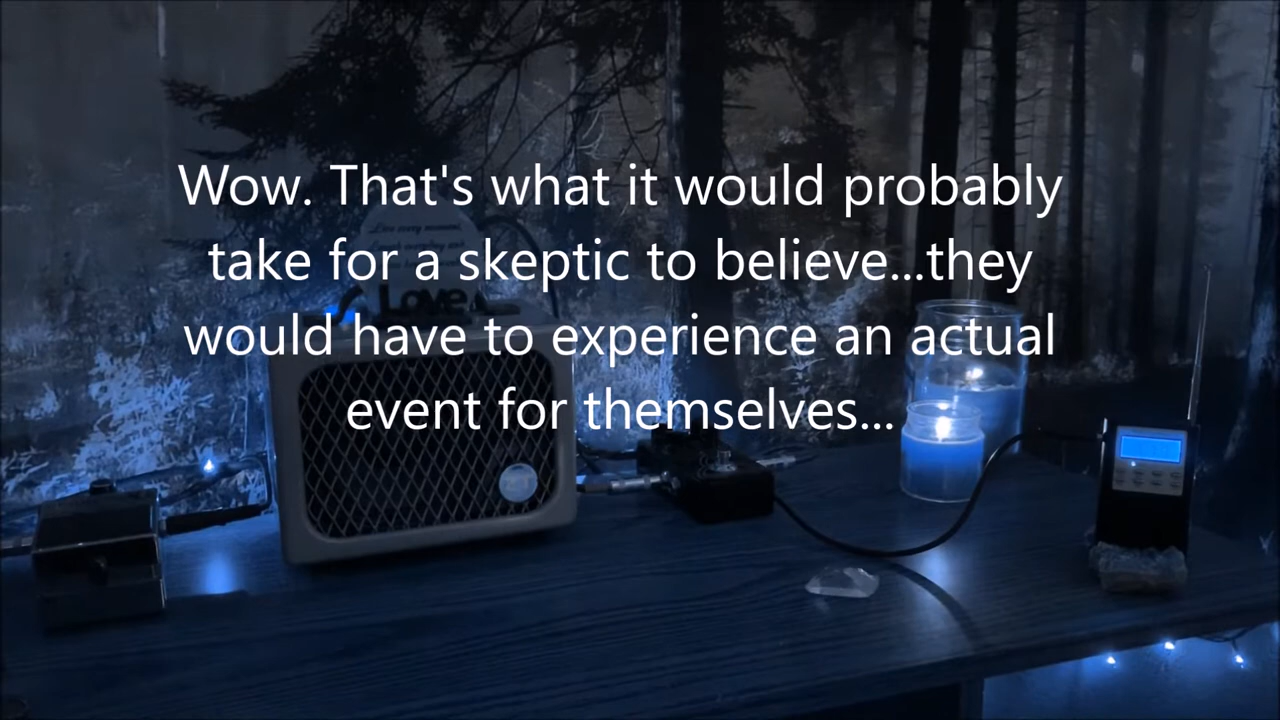 Wow. That's what it would probably
take for a skeptic to believe...they
would have to experience an actual
event for themselves...
Love